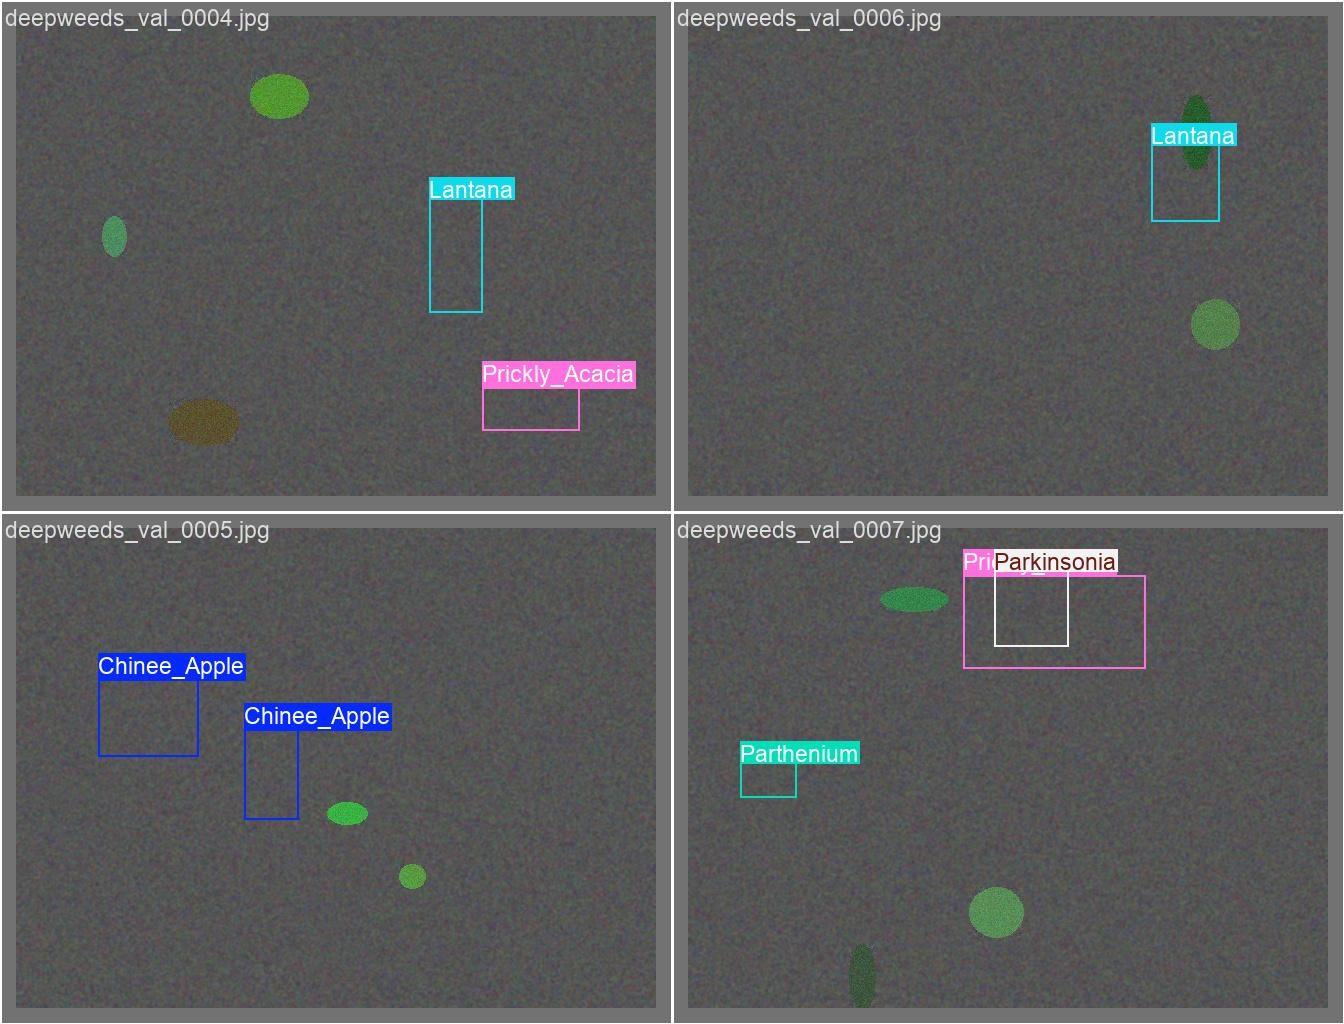 deepweeds_val_0004.jpg
Lantana
Prickly_Acacia
deepweeds_val_0006.jpg
Lantana
deepweeds_val_0005.jpg
Chinee_Apple
Chinee_Apple
deepweeds_val_0007.jpg
Parkinsonia
Parthenium